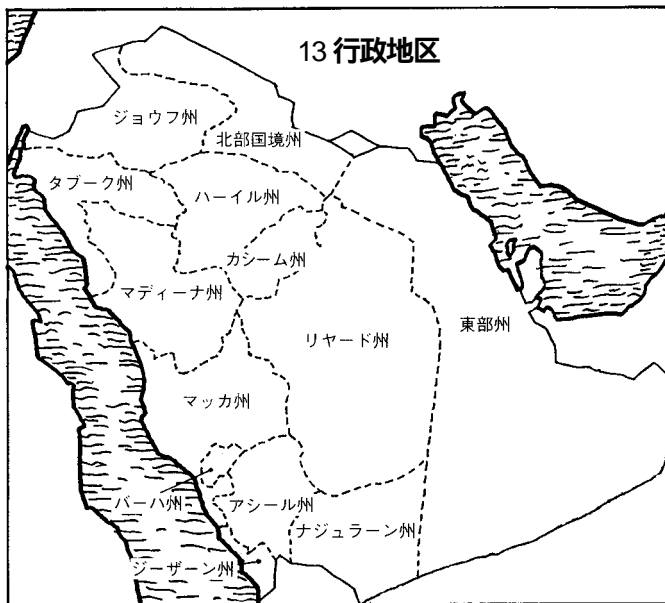 13 行政地区
ジョウフ州
北部国境州
タブーク州
ハーイル州
カシーム州
マディーナ州
リヤード州
東部州
マッカ州
バーハ州
アシール州
ナジュラーン州
ジーザーン州